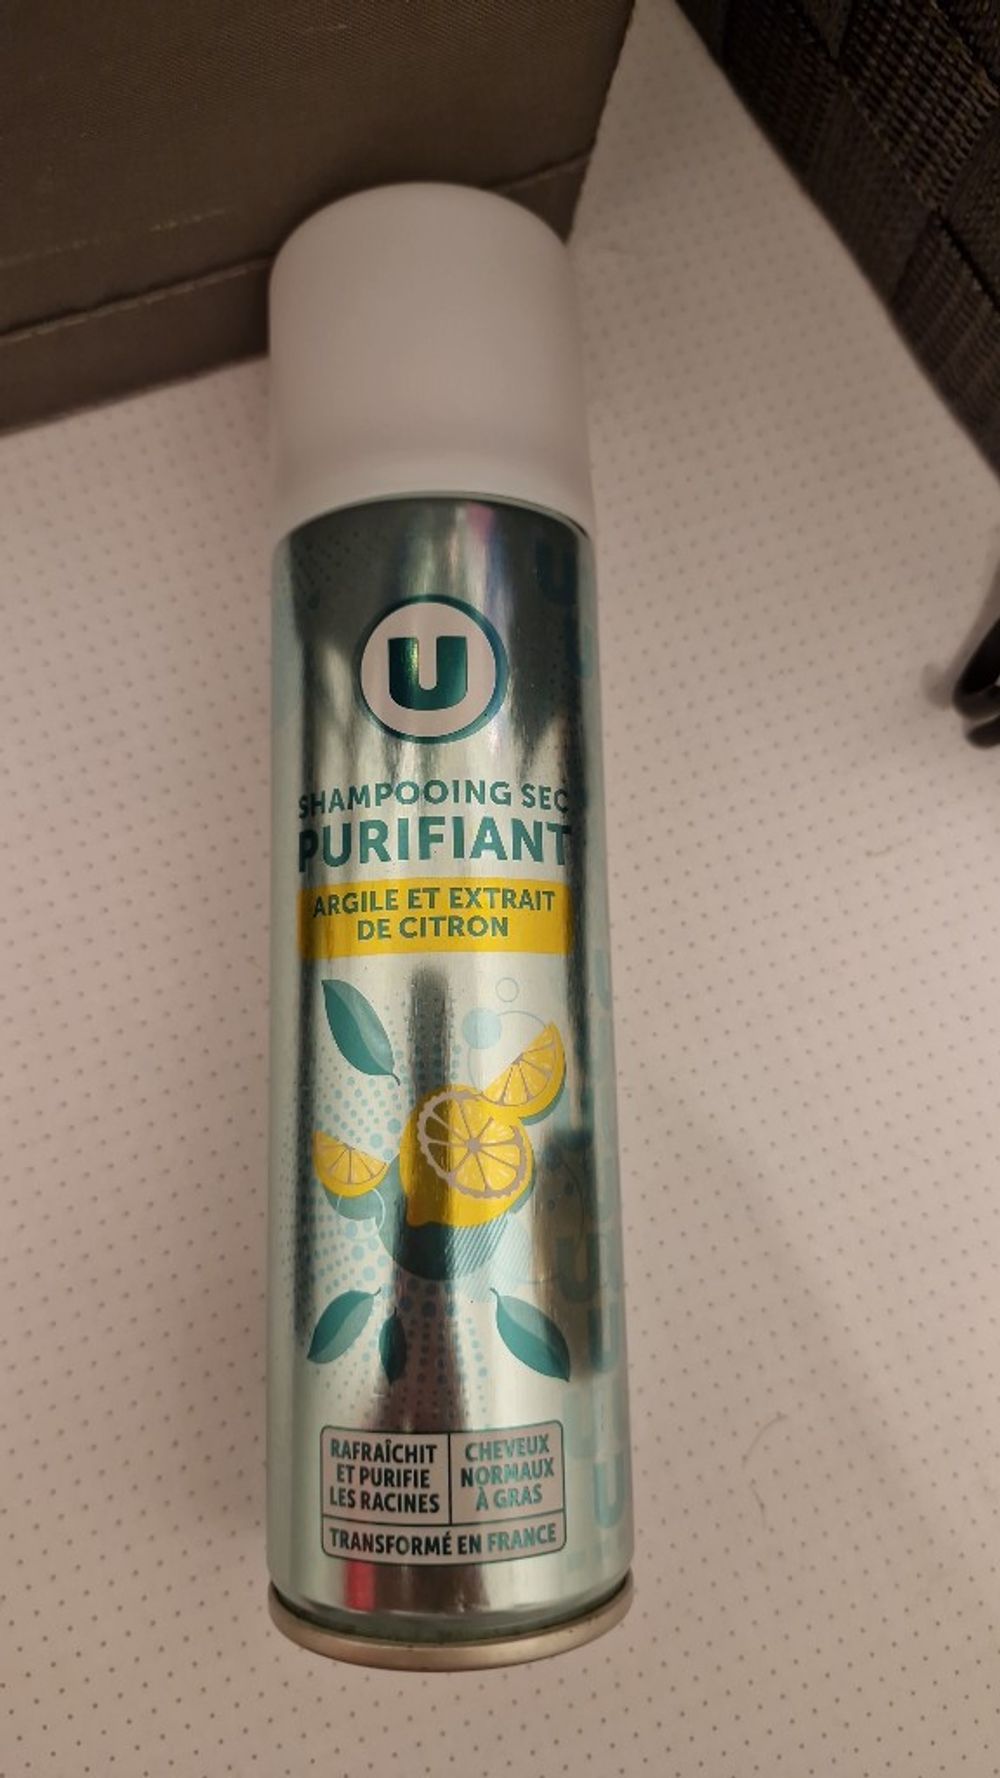 U
SHAMPOOING SEC
PURIFIANT
ARGILE ET EXTRAIT
DE CITRON
RAFRAÎCHIT
ET PURIFIE
LES RACINES
CHEVEUX
NORMAUX
À GRAS
TRANSFORMÉ EN FRANCE